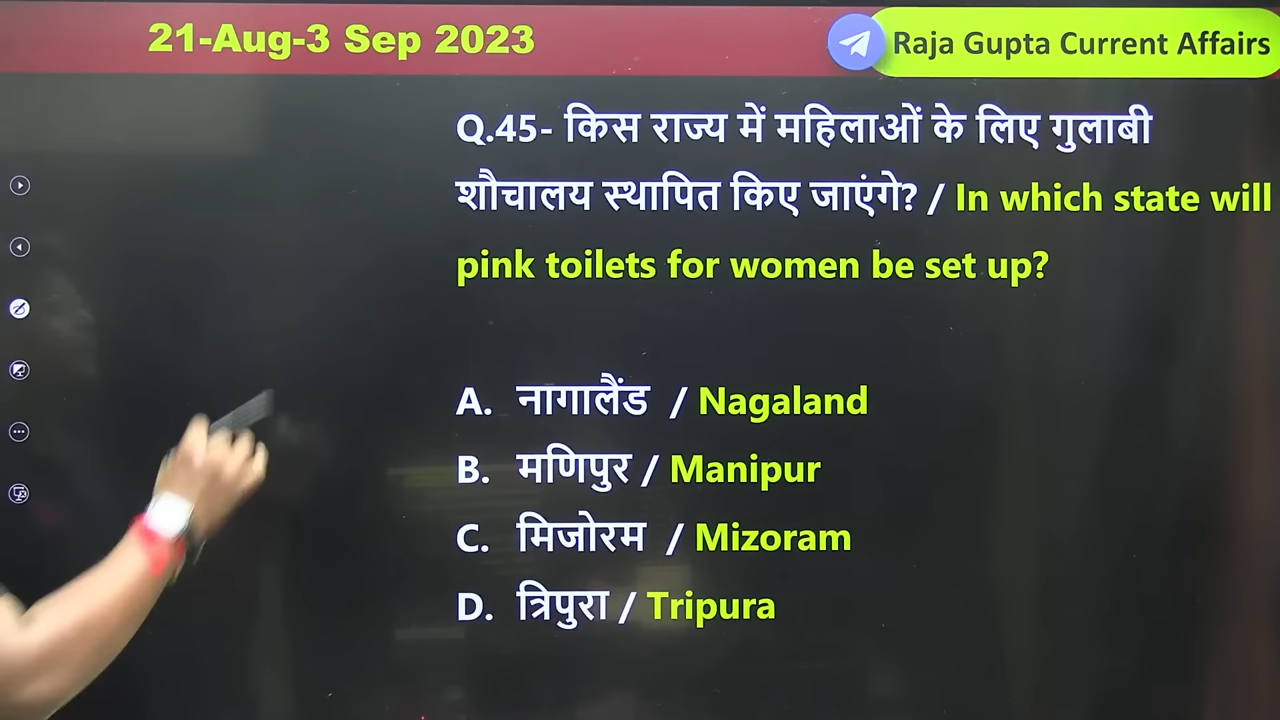 21-Aug-3 Sep 2023
Raja Gupta Current Affairs
Q.45- किस राज्य में महिलाओं के लिए गुलाबी
शौचालय स्थापित किए जाएंगे? / In which state will
pink toilets for women be set up?
A. नागालैंड / Nagaland
B. मणिपुर / Manipur
C. मिजोरम / Mizoram
D. त्रिपुरा / Tripura